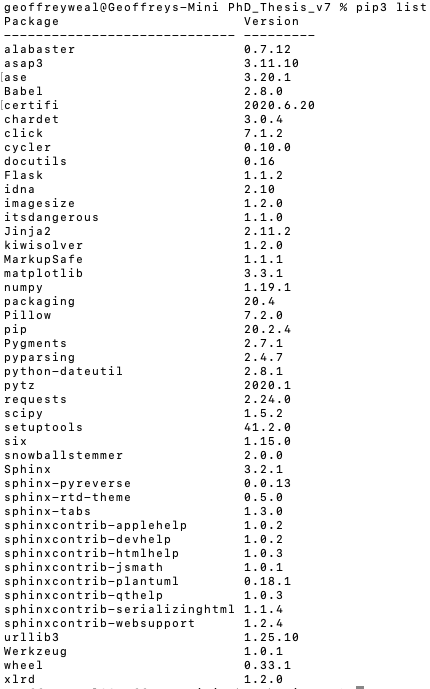 geoffreyweal@Geoffreys-Mini PhD_Thesis_v7 % pip3 list
Package Version
----------------------------- ---------
alabaster 0.7.12
asap3 3.11.10
ase 3.20.1
Babel 2.8.0
certifi 2020.6.20
chardet 3.0.4
click 7.1.2
cycler 0.10.0
docutils 0.16
Flask 1.1.2
idna 2.10
imagesize 1.2.0
itsdangerous 1.1.0
Jinja2 2.11.2
kiwisolver 1.2.0
MarkupSafe 1.1.1
matplotlib 3.3.1
numpy 1.19.1
packaging 20.4
Pillow 7.2.0
pip 20.2.4
Pygments 2.7.1
pyparsing 2.4.7
python-dateutil 2.8.1
pytz 2020.1
requests 2.24.0
scipy 1.5.2
setuptools 41.2.0
six 1.15.0
snowballstemmer 2.0.0
Sphinx 3.2.1
sphinx-pyreverse 0.0.13
sphinx-rtd-theme 0.5.0
sphinx-tabs 1.3.0
sphinxcontrib-applehelp 1.0.2
sphinxcontrib-devhelp 1.0.2
sphinxcontrib-htmlhelp 1.0.3
sphinxcontrib-jsmath 1.0.1
sphinxcontrib-plantuml 0.18.1
sphinxcontrib-qthelp 1.0.3
sphinxcontrib-serializinghtml 1.1.4
sphinxcontrib-websupport 1.2.4
urllib3 1.25.10
Werkzeug 1.0.1
wheel 0.33.1
xlrd 1.2.0